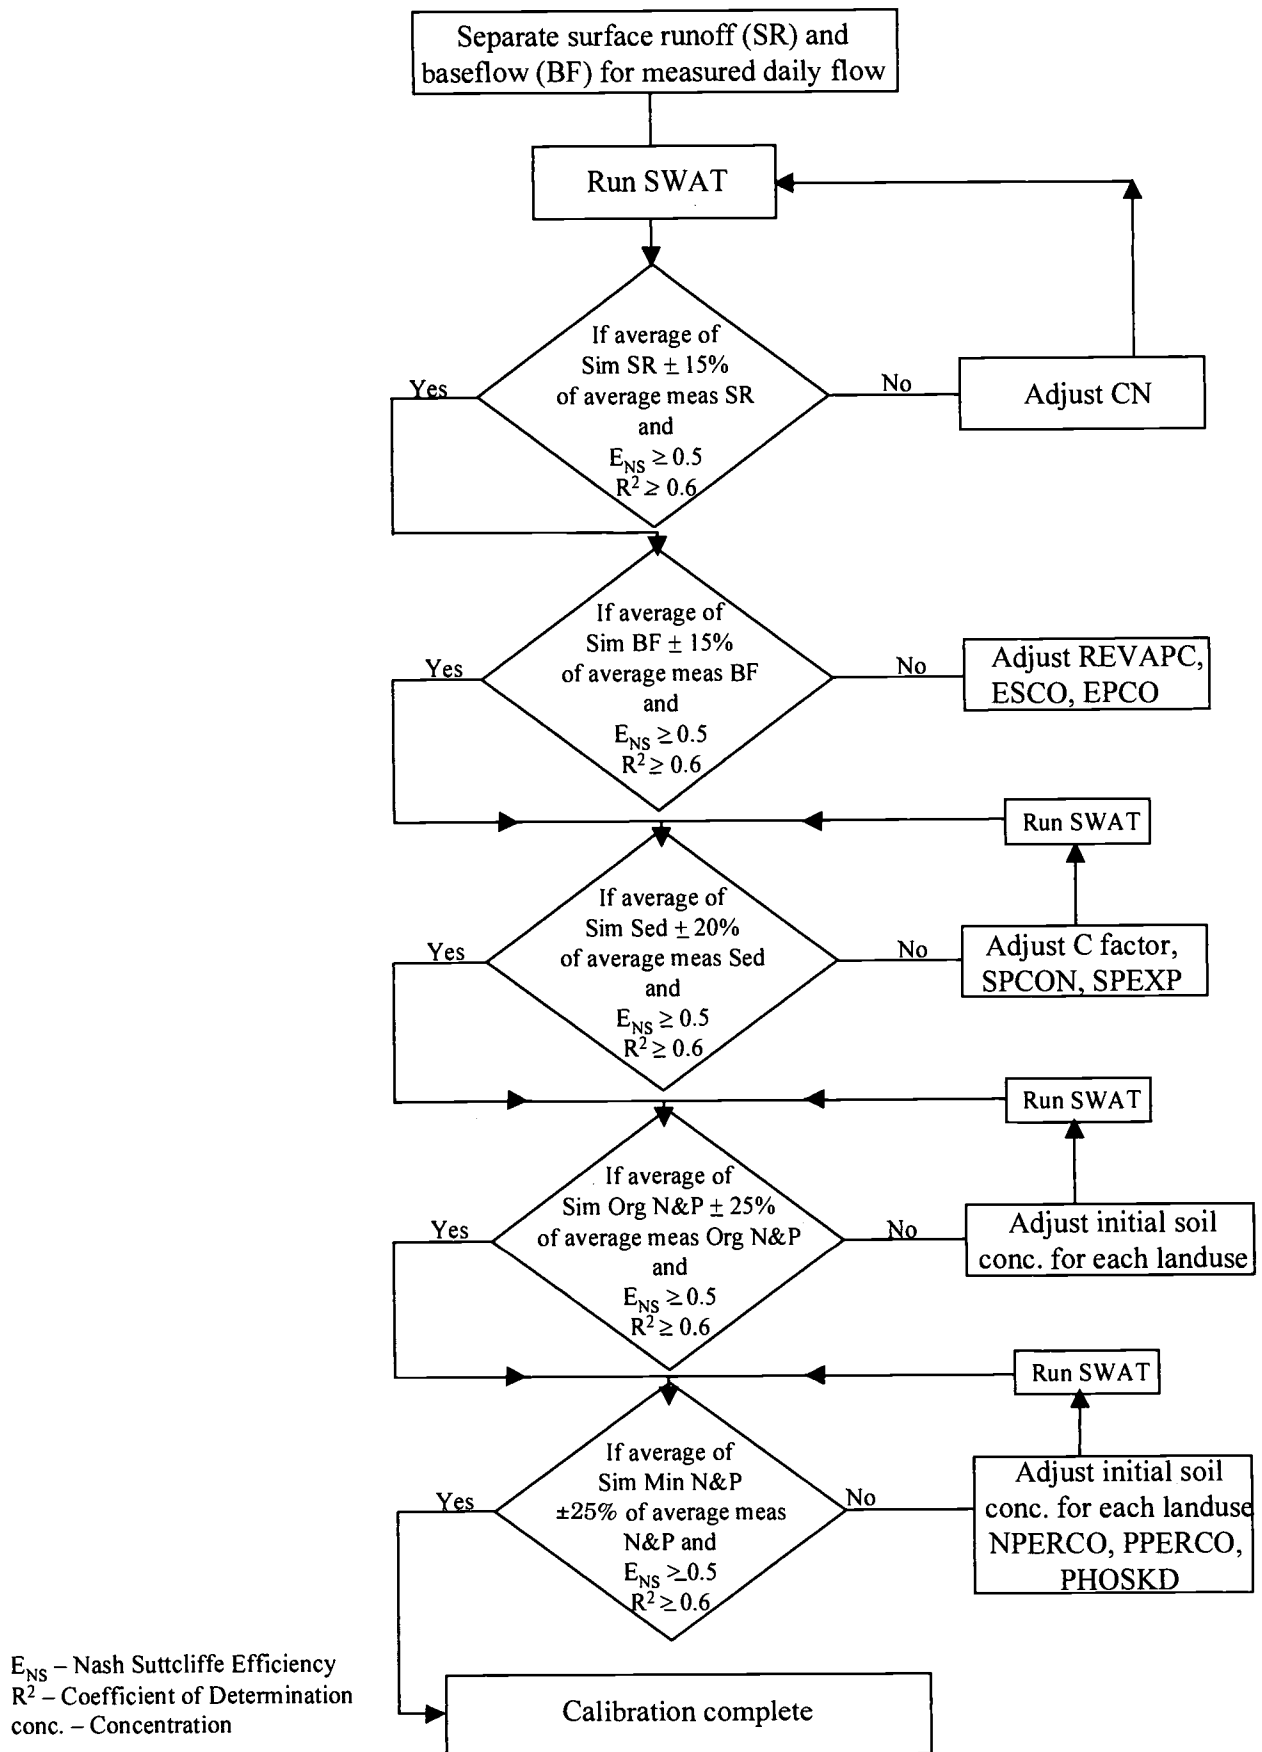 Separate surface runoff (SR) and
baseflow (BF) for measured daily flow
Run SWAT
If average of
Sim SR ± 15%
of average meas SR
and
E_NS ≥ 0.5
R² ≥ 0.6
Yes
No
Adjust CN
If average of
Sim BF ± 15%
of average meas BF
and
E_NS ≥ 0.5
R² ≥ 0.6
Yes
No
Adjust REVAPC,
ESCO, EPCO
Run SWAT
If average of
Sim Sed ± 20%
of average meas Sed
and
E_NS ≥ 0.5
R² ≥ 0.6
Yes
No
Adjust C factor,
SPCON, SPEXP
Run SWAT
If average of
Sim Org N&P ± 25%
of average meas Org N&P
and
E_NS ≥ 0.5
R² ≥ 0.6
Yes
No
Adjust initial soil
conc. for each landuse
Run SWAT
If average of
Sim Min N&P
±25% of average meas
N&P and
E_NS ≥0.5
R² ≥ 0.6
Yes
No
Adjust initial soil
conc. for each landuse
NPERCO, PPERCO,
PHOSKD
E_NS – Nash Suttcliffe Efficiency
R² – Coefficient of Determination
conc. – Concentration
Calibration complete